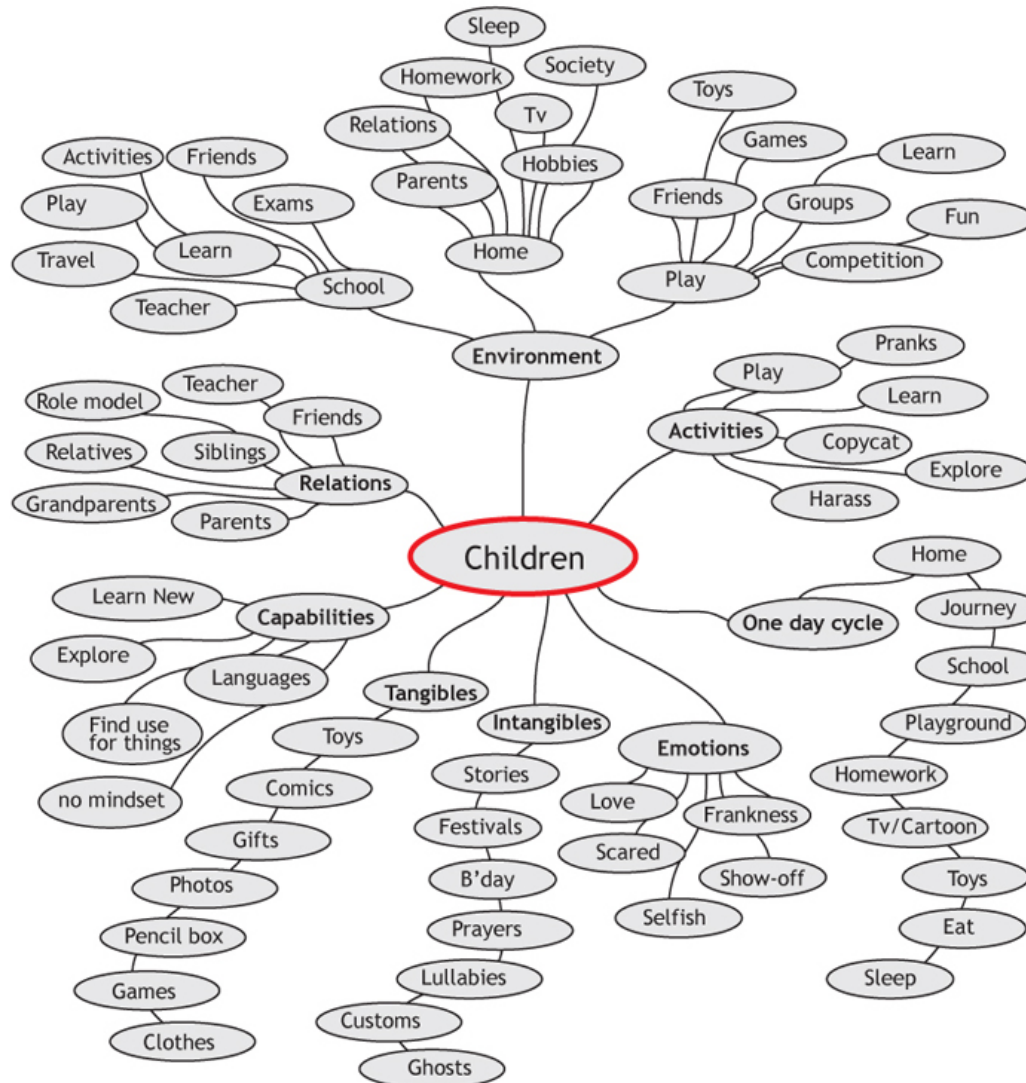 Sleep
Homework
Society
Tv
Relations
Hobbies
Parents
Home
Activities
Friends
Play
Exams
Travel
Learn
School
Teacher
Toys
Games
Learn
Friends
Groups
Fun
Play
Competition
Environment
Teacher
Role model
Friends
Relatives
Siblings
Relations
Grandparents
Parents
Pranks
Play
Learn
Activities
Copycat
Explore
Harass
Children
Learn New
Capabilities
Explore
Languages
Find use
for things
no mindset
Tangibles
Toys
Comics
Gifts
Photos
Pencil box
Games
Clothes
Intangibles
Stories
Festivals
B'day
Prayers
Lullabies
Customs
Ghosts
Emotions
Love
Frankness
Scared
Show-off
Selfish
One day cycle
Home
Journey
School
Playground
Homework
Tv/Cartoon
Toys
Eat
Sleep